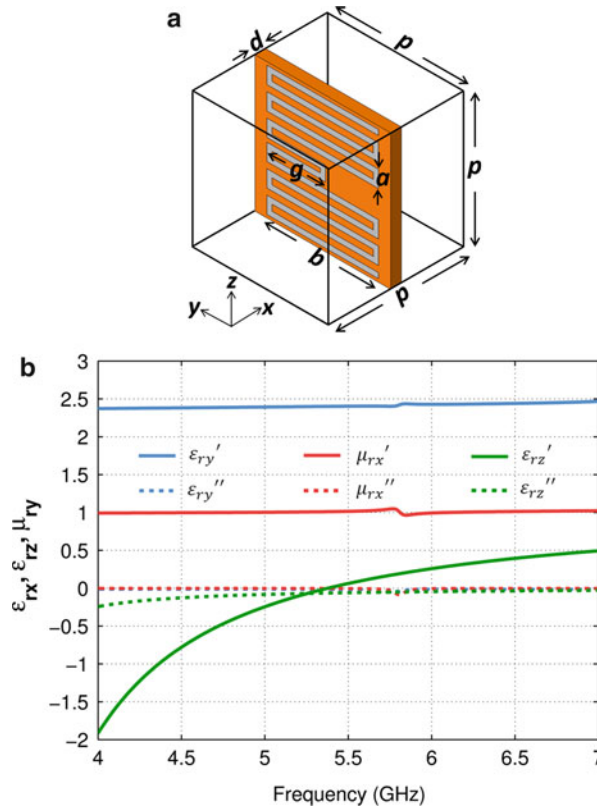 a
d
p
p
g
a
b
p
z
y
x
b
3
2.5
2
1.5
1
0.5
0
-0.5
-1
-1.5
-2
εrx, εrz, μry
εry′ μrx′ εrz′
εry″ μrx″ εrz″
4 4.5 5 5.5 6 6.5 7
Frequency (GHz)